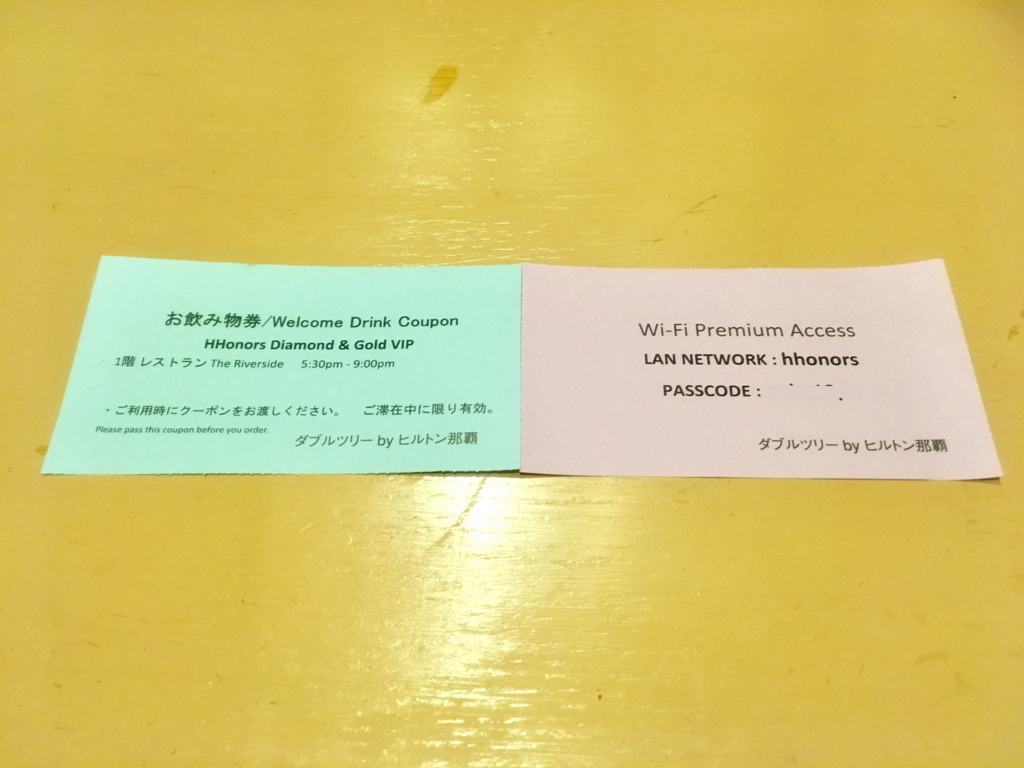 お飲み物券/Welcome Drink Coupon
HHonors Diamond & Gold VIP
1階 レストラン The Riverside 5:30pm - 9:00pm
・ご利用時にクーポンをお渡しください。 ご滞在中に限り有効。
Please pass this coupon before you order.
ダブルツリー by ヒルトン那覇
Wi-Fi Premium Access
LAN NETWORK : hhonors
PASSCODE :
ダブルツリー by ヒルトン那覇